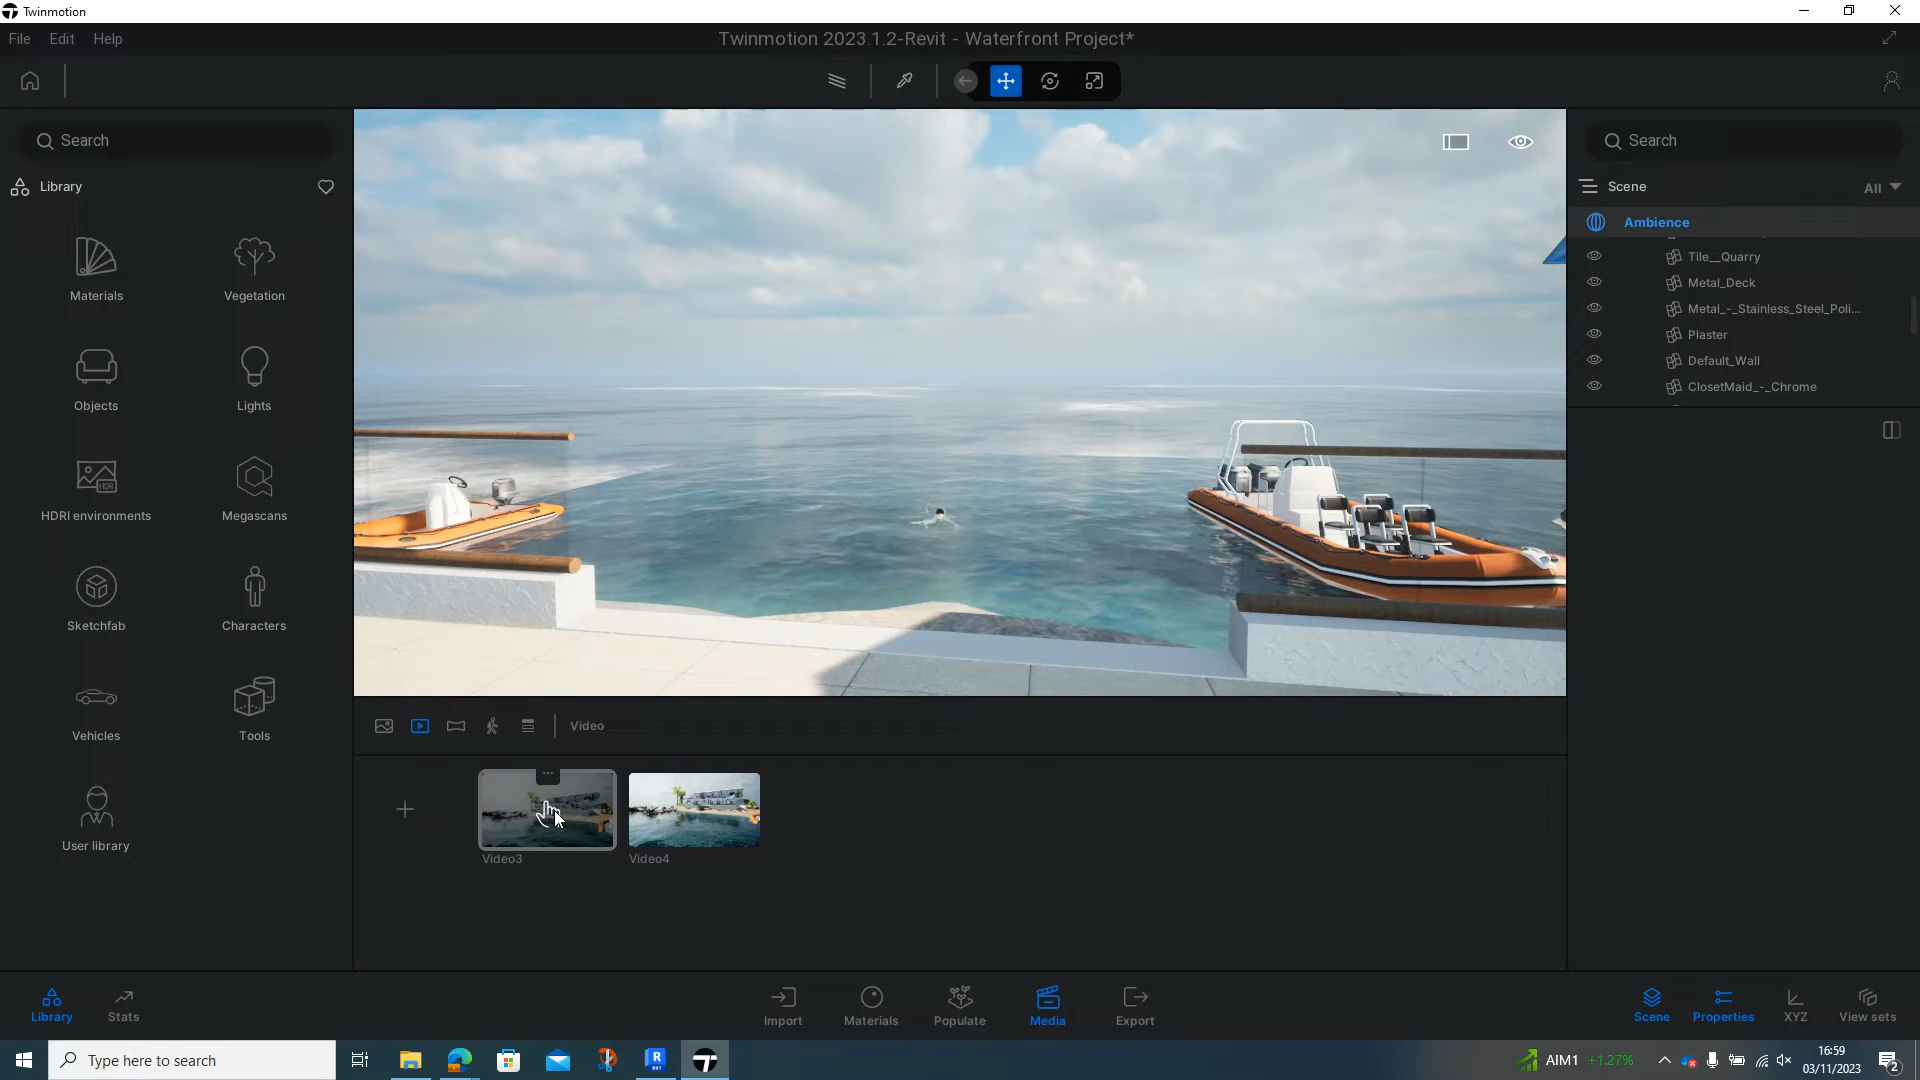 Twinmotion
File Edit Help
Twinmotion 2023.1.2-Revit - Waterfront Project*
Search
Library
Materials
Vegetation
Objects
Lights
HDR
HDRI environments
Megascans
Sketchfab
Characters
Vehicles
Tools
User library
Search
Scene
All
Ambience
Tile__Quarry
Metal_Deck
Metal_-_Stainless_Steel_Poli...
Plaster
Default_Wall
ClosetMaid_-_Chrome
Video
Video3
Video4
Library
Stats
Import
Materials
Populate
Media
Export
Scene
Properties
XYZ
View sets
Type here to search
R
RVT
AIM1 +1.27%
16:59
03/11/2023
2